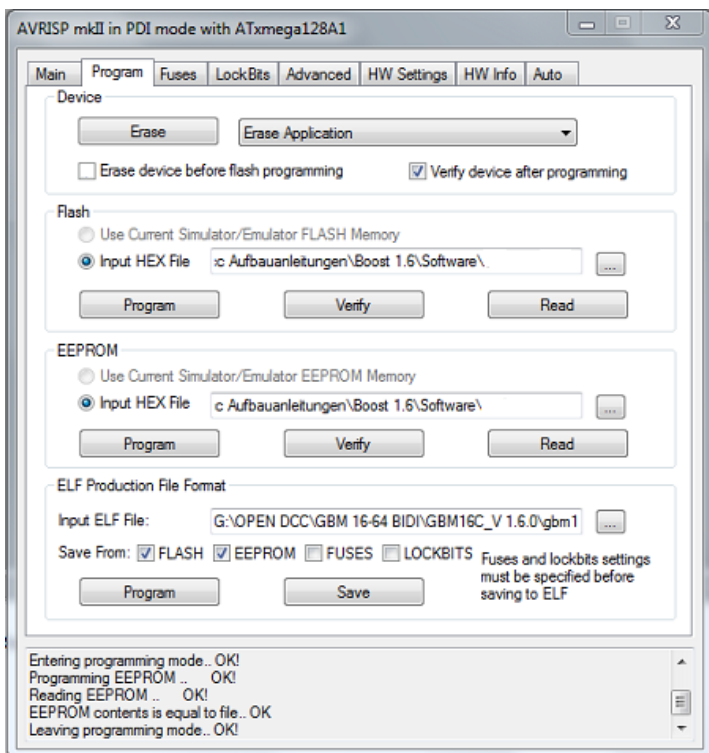 AVRISP mkII in PDI mode with ATxmega128A1
Main Program Fuses LockBits Advanced HW Settings HW Info Auto
Device
Erase Erase Application
Erase device before flash programming Verify device after programming
Flash
Use Current Simulator/Emulator FLASH Memory
Input HEX File :c Aufbauanleitungen\Boost 1.6\Software\ ...
Program Verify Read
EEPROM
Use Current Simulator/Emulator EEPROM Memory
Input HEX File c Aufbauanleitungen\Boost 1.6\Software\ ...
Program Verify Read
ELF Production File Format
Input ELF File: G:\OPEN DCC\GBM 16-64 BIDI\GBM16C_V 1.6.0\gbm1 ...
Save From: FLASH EEPROM FUSES LOCKBITS Fuses and lockbits settings
must be specified before
saving to ELF
Program Save
Entering programming mode.. OK!
Programming EEPROM .. OK!
Reading EEPROM .. OK!
EEPROM contents is equal to file.. OK
Leaving programming mode.. OK!